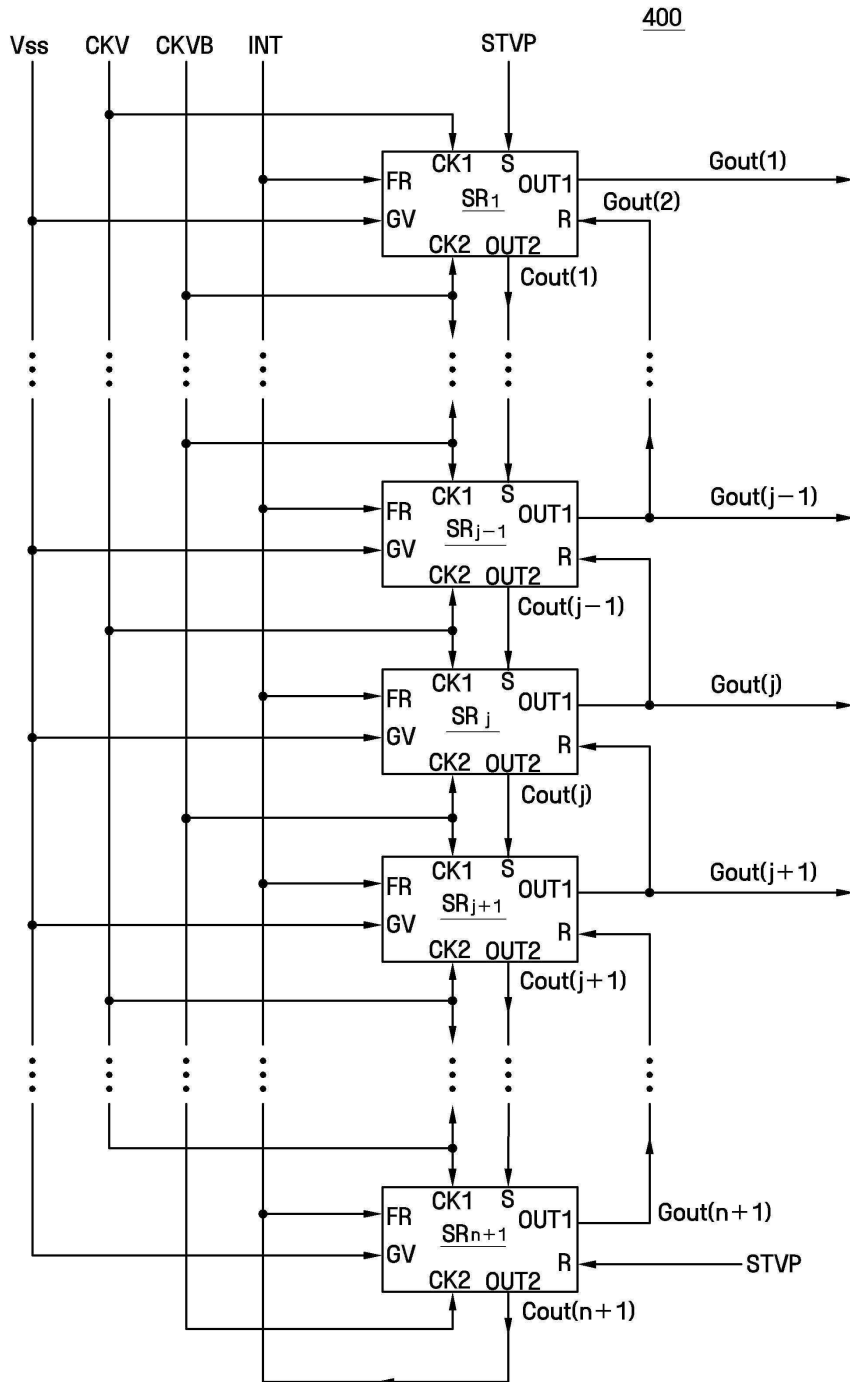 400
Vss CKV CKVB INT STVP
CK1 S
FR OUT1 Gout(1)
SR1
GV R Gout(2)
CK2 OUT2
Cout(1)
CK1 S
FR OUT1 Gout(j-1)
SRj-1
GV R
CK2 OUT2
Cout(j-1)
CK1 S
FR OUT1 Gout(j)
SRj
GV R
CK2 OUT2
Cout(j)
CK1 S
FR OUT1 Gout(j+1)
SRj+1
GV R
CK2 OUT2
Cout(j+1)
CK1 S
FR OUT1 Gout(n+1)
SRn+1
GV R STVP
CK2 OUT2
Cout(n+1)